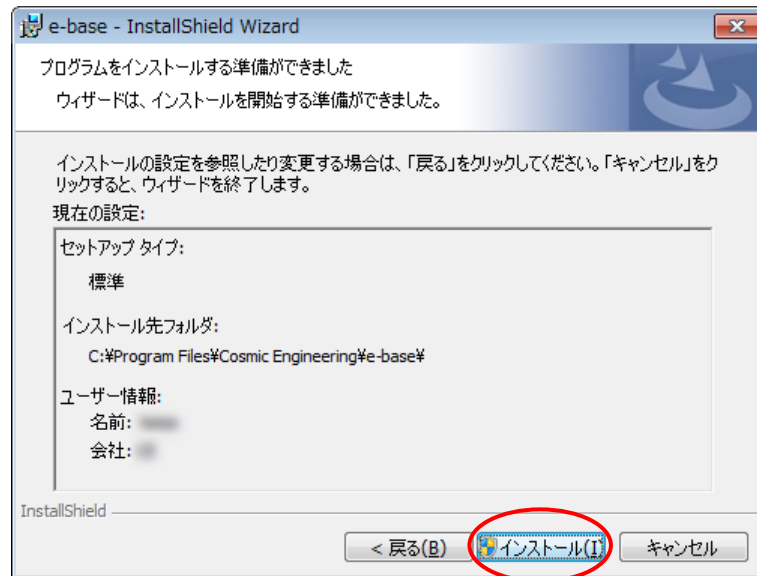 e-base - InstallShield Wizard
プログラムをインストールする準備ができました
ウィザードは、インストールを開始する準備ができました。
インストールの設定を参照したり変更する場合は、「戻る」をクリックしてください。「キャンセル」をク
リックすると、ウィザードを終了します。
現在の設定:
セットアップ タイプ:
標準
インストール先フォルダ:
C:¥Program Files¥Cosmic Engineering¥e-base¥
ユーザー情報:
名前:
会社:
InstallShield
< 戻る(B) インストール(I) キャンセル